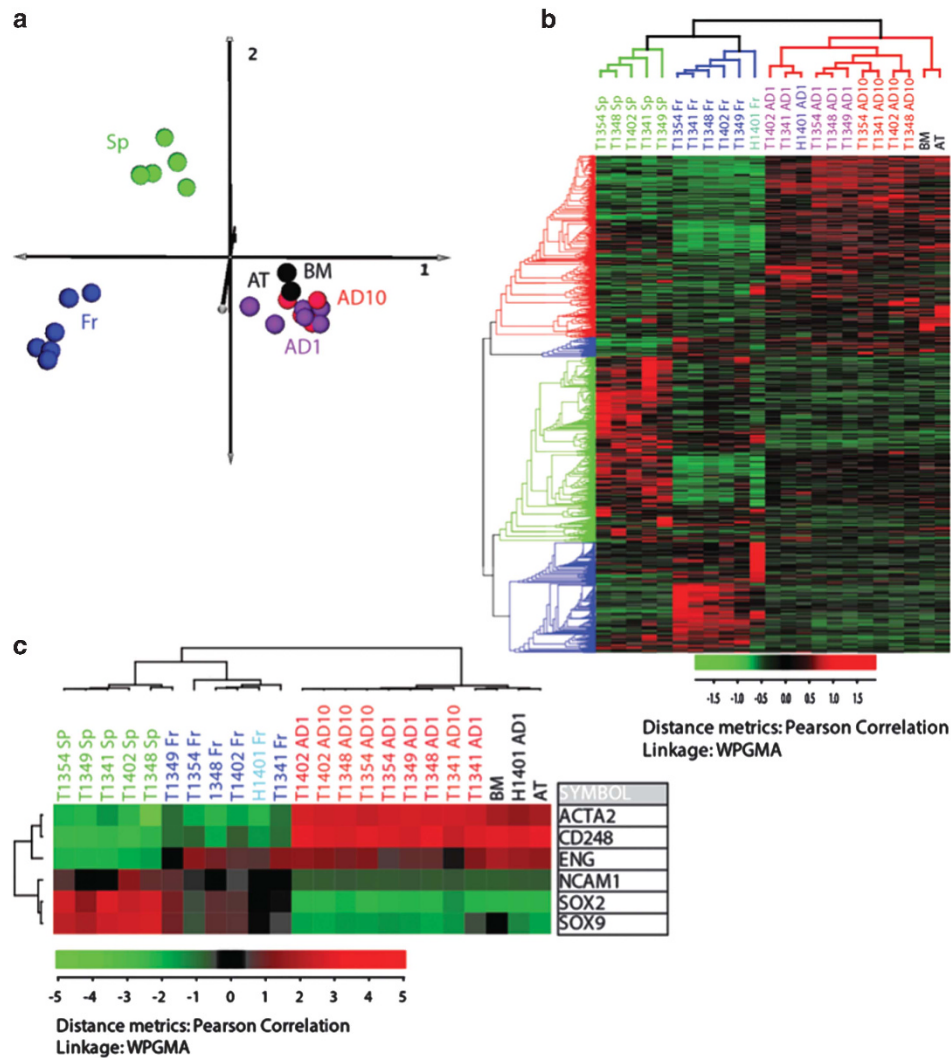 a
2
Sp
1
BM
AT
AD10
Fr
AD1
b
T1354 Sp
T1348 Sp
T1402 SP
T1341 Sp
T1349 SP
T1354 Fr
T1341 Fr
T1348 Fr
T1402 Fr
T1349 Fr
H1401 Fr
T1402 AD1
T1341 AD1
H1401 AD1
T1354 AD1
T1348 AD1
T1349 AD1
T1354 AD10
T1341 AD10
T1402 AD10
T1348 AD10
BM
AT
-1.5 -1.0 -0.5 0.0 0.5 1.0 1.5
Distance metrics: Pearson Correlation
Linkage: WPGMA
c
T1354 SP
T1349 Sp
T1341 Sp
T1402 SP
T1348 Sp
T1349 Fr
T1354 Fr
1348 Fr
T1402 Fr
H1401 Fr
T1341 Fr
T1402 AD1
T1402 AD10
T1348 AD10
T1354 AD10
T1354 AD1
T1349 AD1
T1348 AD1
T1341 AD10
T1341 AD1
BM
H1401 AD1
AT
SYMBOL
ACTA2
CD248
ENG
NCAM1
SOX2
SOX9
-5 -4 -3 -2 -1 0 1 2 3 4 5
Distance metrics: Pearson Correlation
Linkage: WPGMA